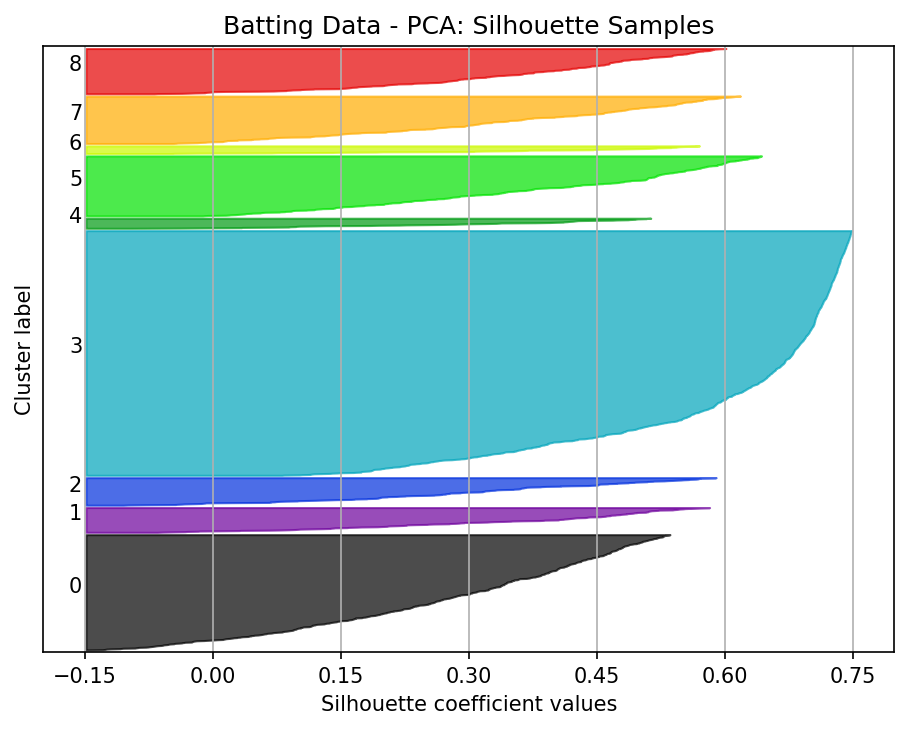 Batting Data - PCA: Silhouette Samples
8
7
6
5
4
3
2
1
0
Cluster label
−0.15 0.00 0.15 0.30 0.45 0.60 0.75
Silhouette coefficient values